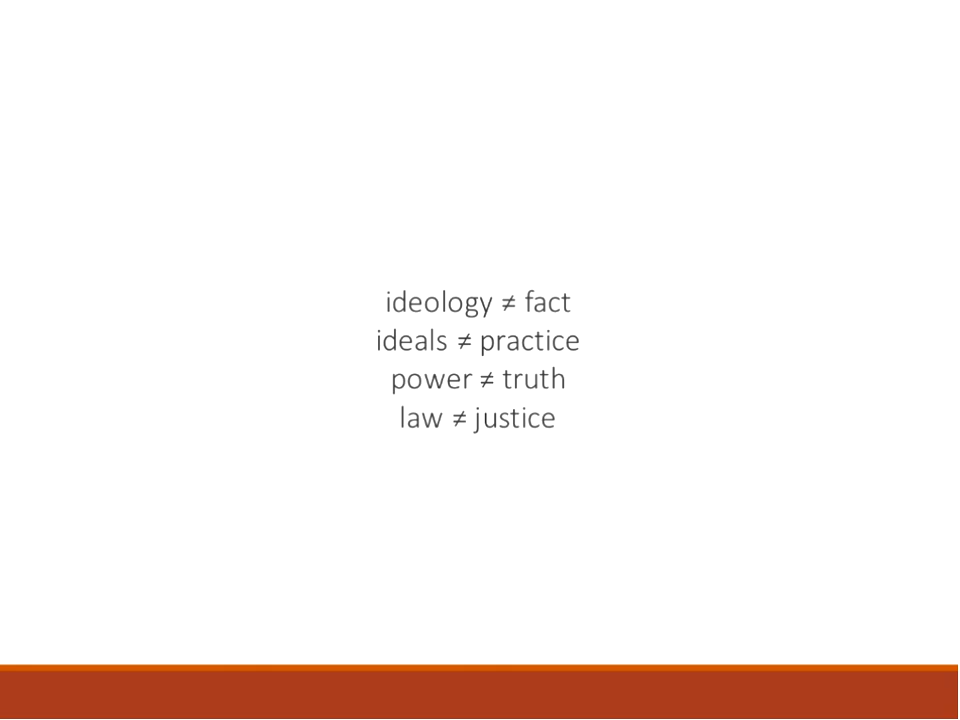 ideology ≠ fact
ideals ≠ practice
power ≠ truth
law ≠ justice